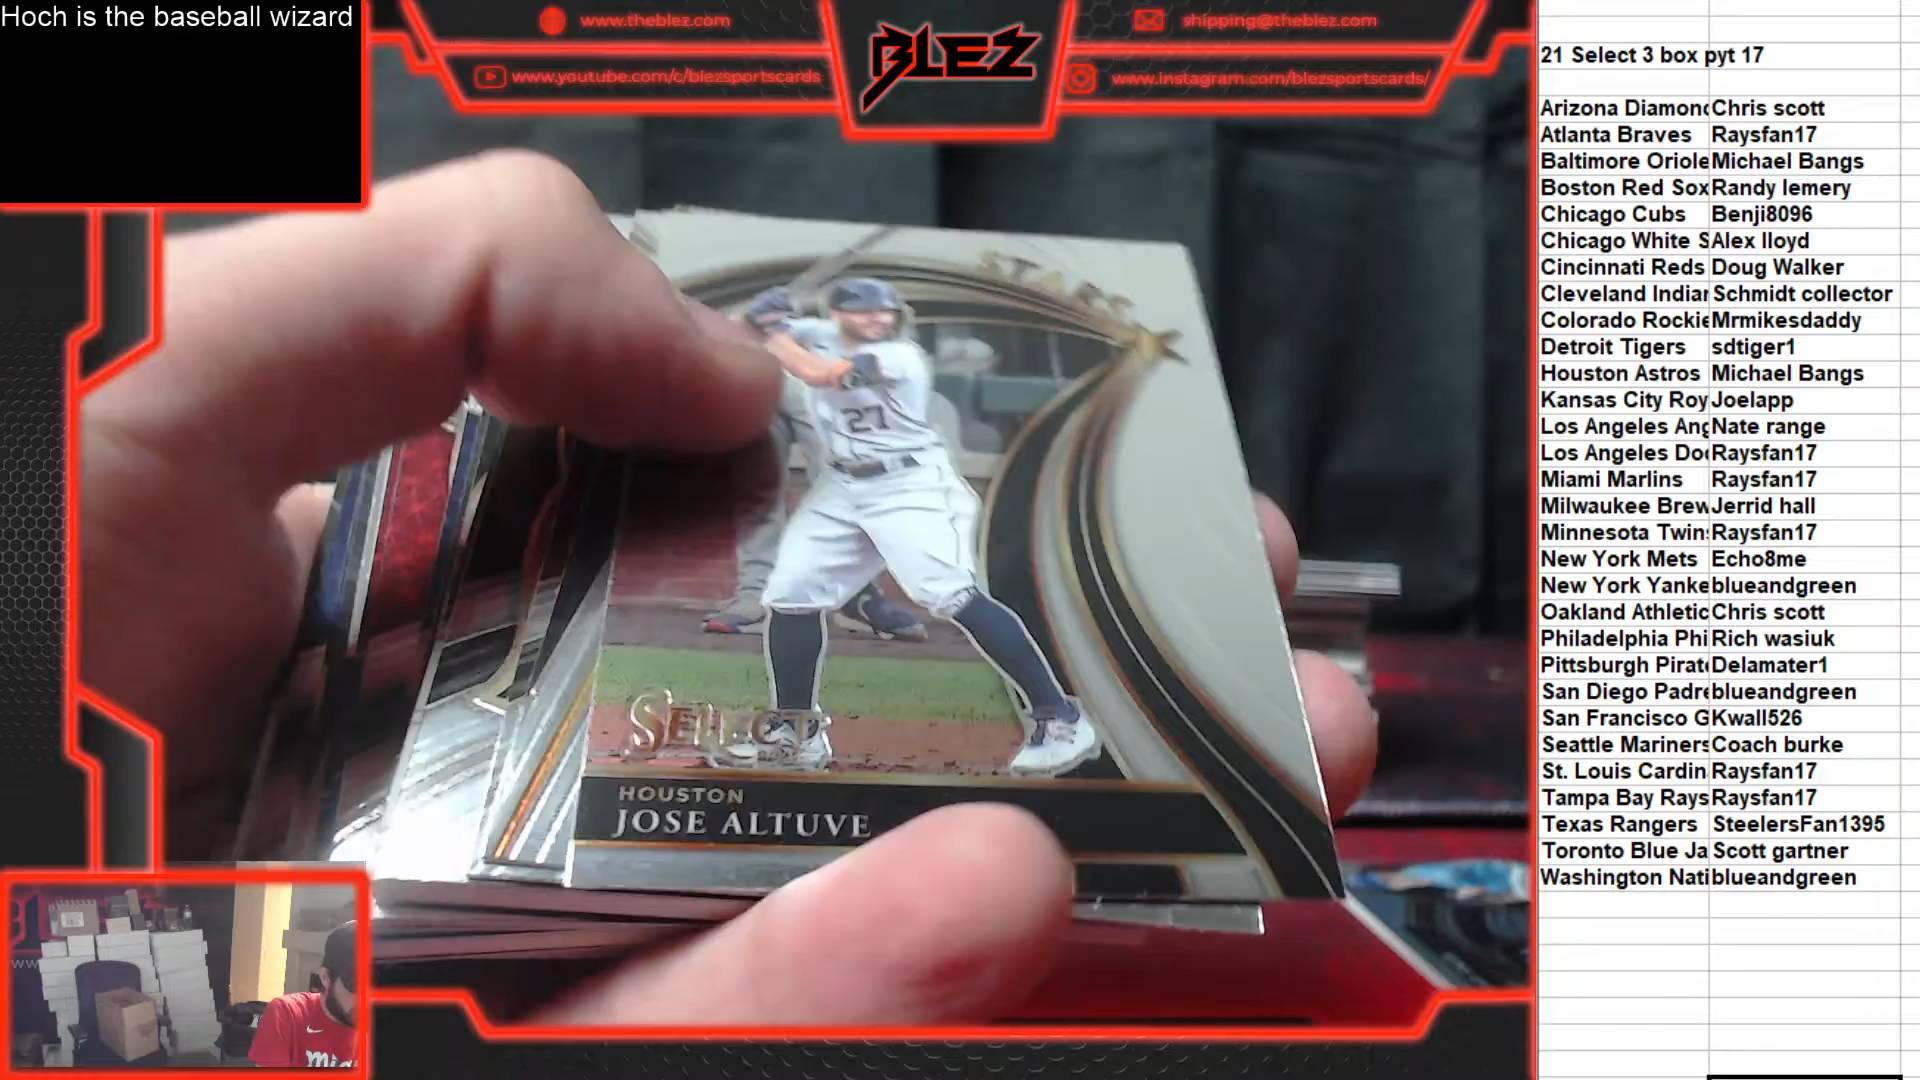 Hoch is the baseball wizard
www.theblez.com
shipping@theblez.com
BLEZ
www.youtube.com/c/blezsportscards
www.instagram.com/blezsportscards/
STARS
27
SELECT
HOUSTON
JOSE ALTUVE
21 Select 3 box pyt 17
Arizona Diamond Chris scott
Atlanta Braves Raysfan17
Baltimore Oriole Michael Bangs
Boston Red Sox Randy lemery
Chicago Cubs Benji8096
Chicago White S Alex lloyd
Cincinnati Reds Doug Walker
Cleveland Indian Schmidt collector
Colorado Rockie Mrmikesdaddy
Detroit Tigers sdtiger1
Houston Astros Michael Bangs
Kansas City Roy Joelapp
Los Angeles Ang Nate range
Los Angeles Dod Raysfan17
Miami Marlins Raysfan17
Milwaukee Brew Jerrid hall
Minnesota Twins Raysfan17
New York Mets Echo8me
New York Yanke blueandgreen
Oakland Athletic Chris scott
Philadelphia Phi Rich wasiuk
Pittsburgh Pirate Delamater1
San Diego Padre blueandgreen
San Francisco G Kwall526
Seattle Mariners Coach burke
St. Louis Cardin Raysfan17
Tampa Bay Rays Raysfan17
Texas Rangers SteelersFan1395
Toronto Blue Ja Scott gartner
Washington Nati blueandgreen